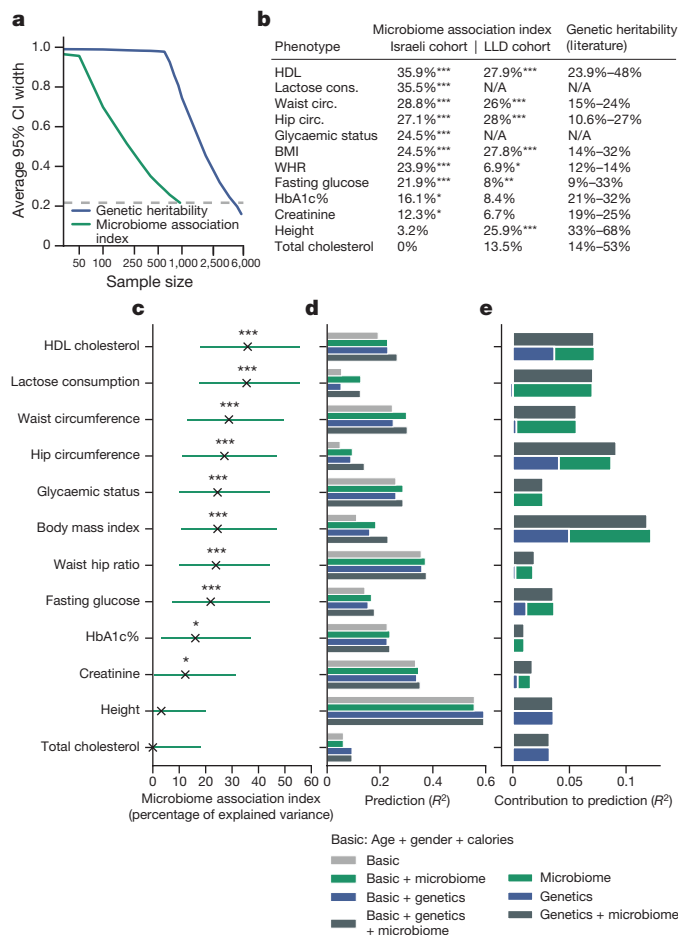 a
Average 95% CI width
1.0
0.8
0.6
0.4
0.2
0
Genetic heritability
Microbiome association
index
50 100 250 500 1,000 2,500 6,000
Sample size
b
Microbiome association index Genetic heritability
Phenotype Israeli cohort | LLD cohort (literature)
HDL 35.9%*** 27.9%*** 23.9%–48%
Lactose cons. 35.5%*** N/A N/A
Waist circ. 28.8%*** 26%*** 15%–24%
Hip circ. 27.1%*** 28%*** 10.6%–27%
Glycaemic status 24.5%*** N/A N/A
BMI 24.5%*** 27.8%*** 14%–32%
WHR 23.9%*** 6.9%* 12%–14%
Fasting glucose 21.9%*** 8%** 9%–33%
HbA1c% 16.1%* 8.4% 21%–32%
Creatinine 12.3%* 6.7 19%–25%
Height 3.2% 25.9%*** 33%–68%
Total cholesterol 0% 13.5% 14%–53%
c
HDL cholesterol ***
Lactose consumption ***
Waist circumference ***
Hip circumference ***
Glycaemic status ***
Body mass index ***
Waist hip ratio ***
Fasting glucose ***
HbA1c% *
Creatinine *
Height
Total cholesterol
0 10 20 30 40 50 60
Microbiome association index
(percentage of explained variance)
d
0 0.2 0.4 0.6
Prediction (R²)
e
0 0.05 0.1
Contribution to prediction (R²)
Basic: Age + gender + calories
Basic
Basic + microbiome
Basic + genetics
Basic + genetics
+ microbiome
Microbiome
Genetics
Genetics + microbiome